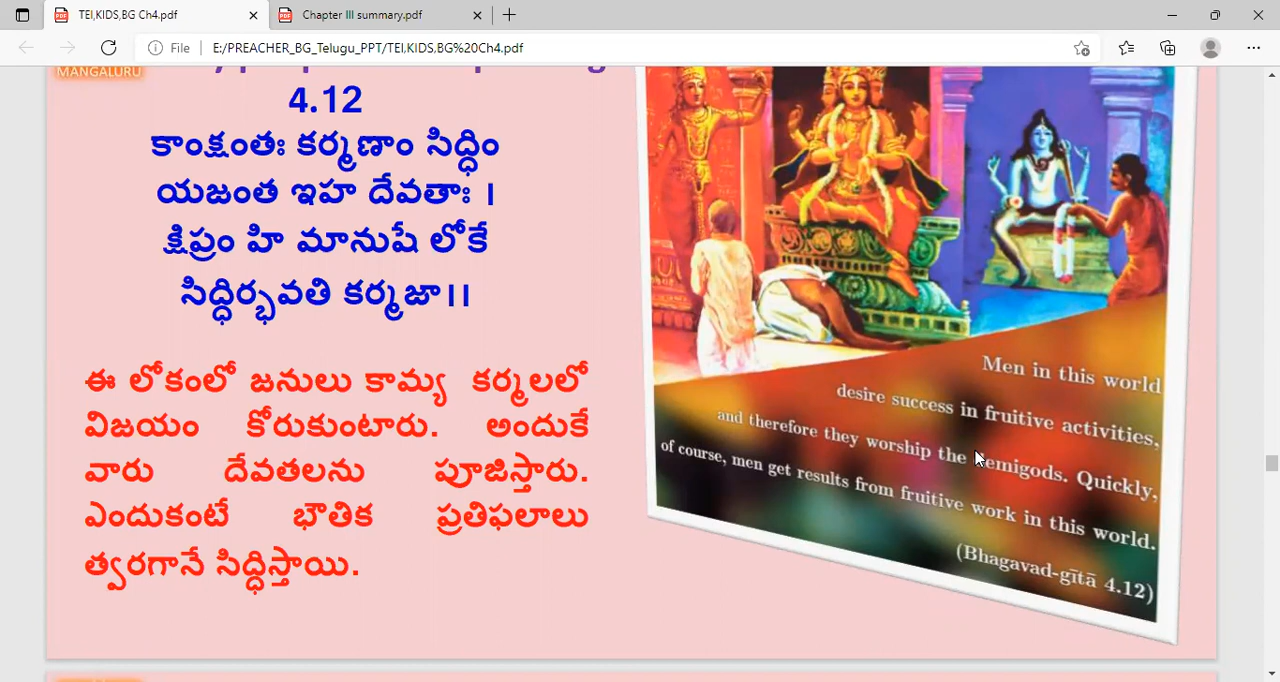 TEI,KIDS,BG Ch4.pdf
Chapter III summary.pdf
File
E:/PREACHER_BG_Telugu_PPT/TEI,KIDS,BG%20Ch4.pdf
MANGALURU
4.12
కాంక్షంతః కర్మణాం సిద్ధిం
యజంత ఇహ దేవతాః ।
క్షిప్రం హి మానుషే లోకే
సిద్ధిర్భవతి కర్మజా।।
ఈ లోకంలో జనులు కామ్య కర్మలలో
విజయం కోరుకుంటారు. అందుకే
వారు దేవతలను పూజిస్తారు.
ఎందుకంటే భౌతిక ప్రతిఫలాలు
త్వరగానే సిద్ధిస్తాయి.
Men in this world
desire success in fruitive activities,
and therefore they worship the demigods. Quickly,
of course, men get results from fruitive work in this world.
(Bhagavad-gītā 4.12)